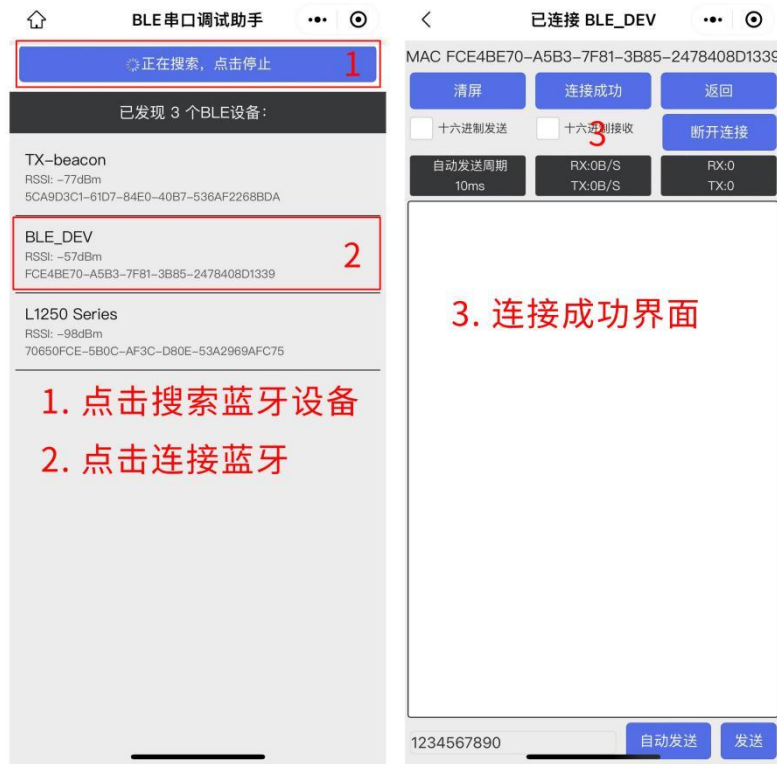 BLE串口调试助手
正在搜索，点击停止
1
已发现 3 个BLE设备：
TX-beacon
RSSI: -77dBm
5CA9D3C1-61D7-84E0-40B7-536AF2268BDA
BLE_DEV
RSSI: -57dBm
FCE4BE70-A5B3-7F81-3B85-2478408D1339
2
L1250 Series
RSSI: -98dBm
70650FCE-5B0C-AF3C-D80E-53A2969AFC75
1. 点击搜索蓝牙设备
2. 点击连接蓝牙
已连接 BLE_DEV
MAC FCE4BE70-A5B3-7F81-3B85-2478408D1339
清屏 连接成功 返回
十六进制发送 十六进制接收 断开连接
3
自动发送周期 RX:0B/S RX:0
10ms TX:0B/S TX:0
3. 连接成功界面
1234567890 自动发送 发送